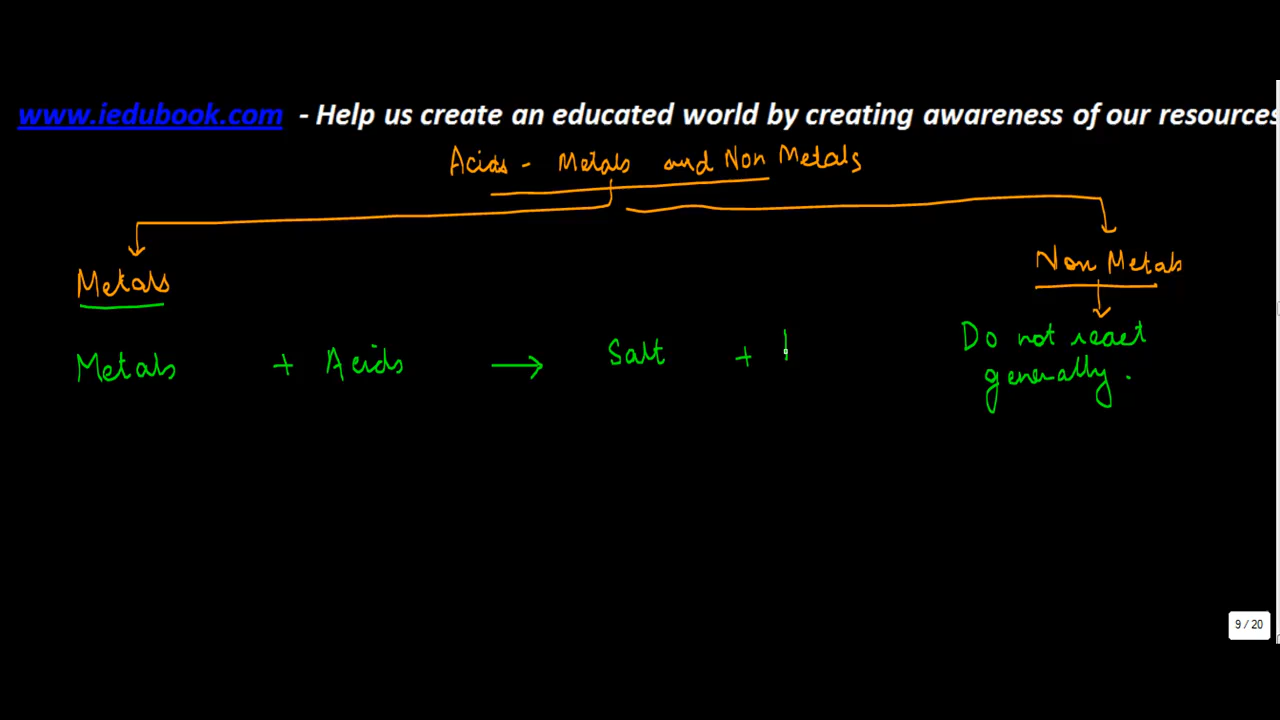 www.iedubook.com - Help us create an educated world by creating awareness of our resources
Acids - Metals and Non Metals
Metals
Non Metals
Metals + Acids → Salt +
Do not react
generally.
9 / 20